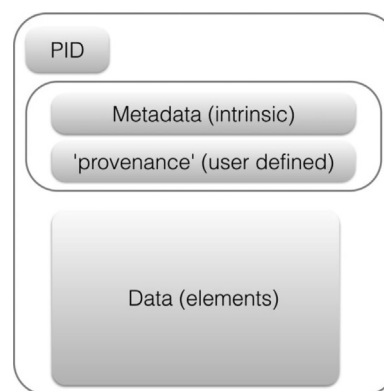 PID
Metadata (intrinsic)
'provenance' (user defined)
Data (elements)